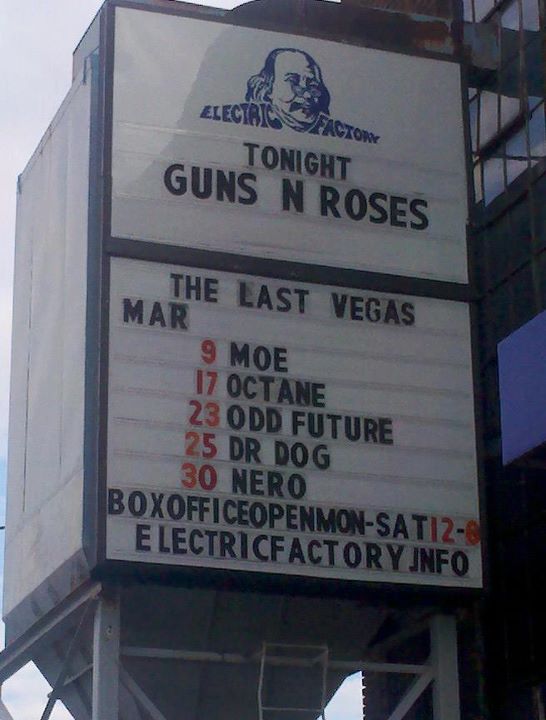 ELECTRIC FACTORY
TONIGHT
GUNS N ROSES
THE LAST VEGAS
MAR
9 MOE
17 OCTANE
23 ODD FUTURE
25 DR DOG
30 NERO
BOXOFFICEOPENMON-SAT12-6
ELECTRICFACTORY.INFO